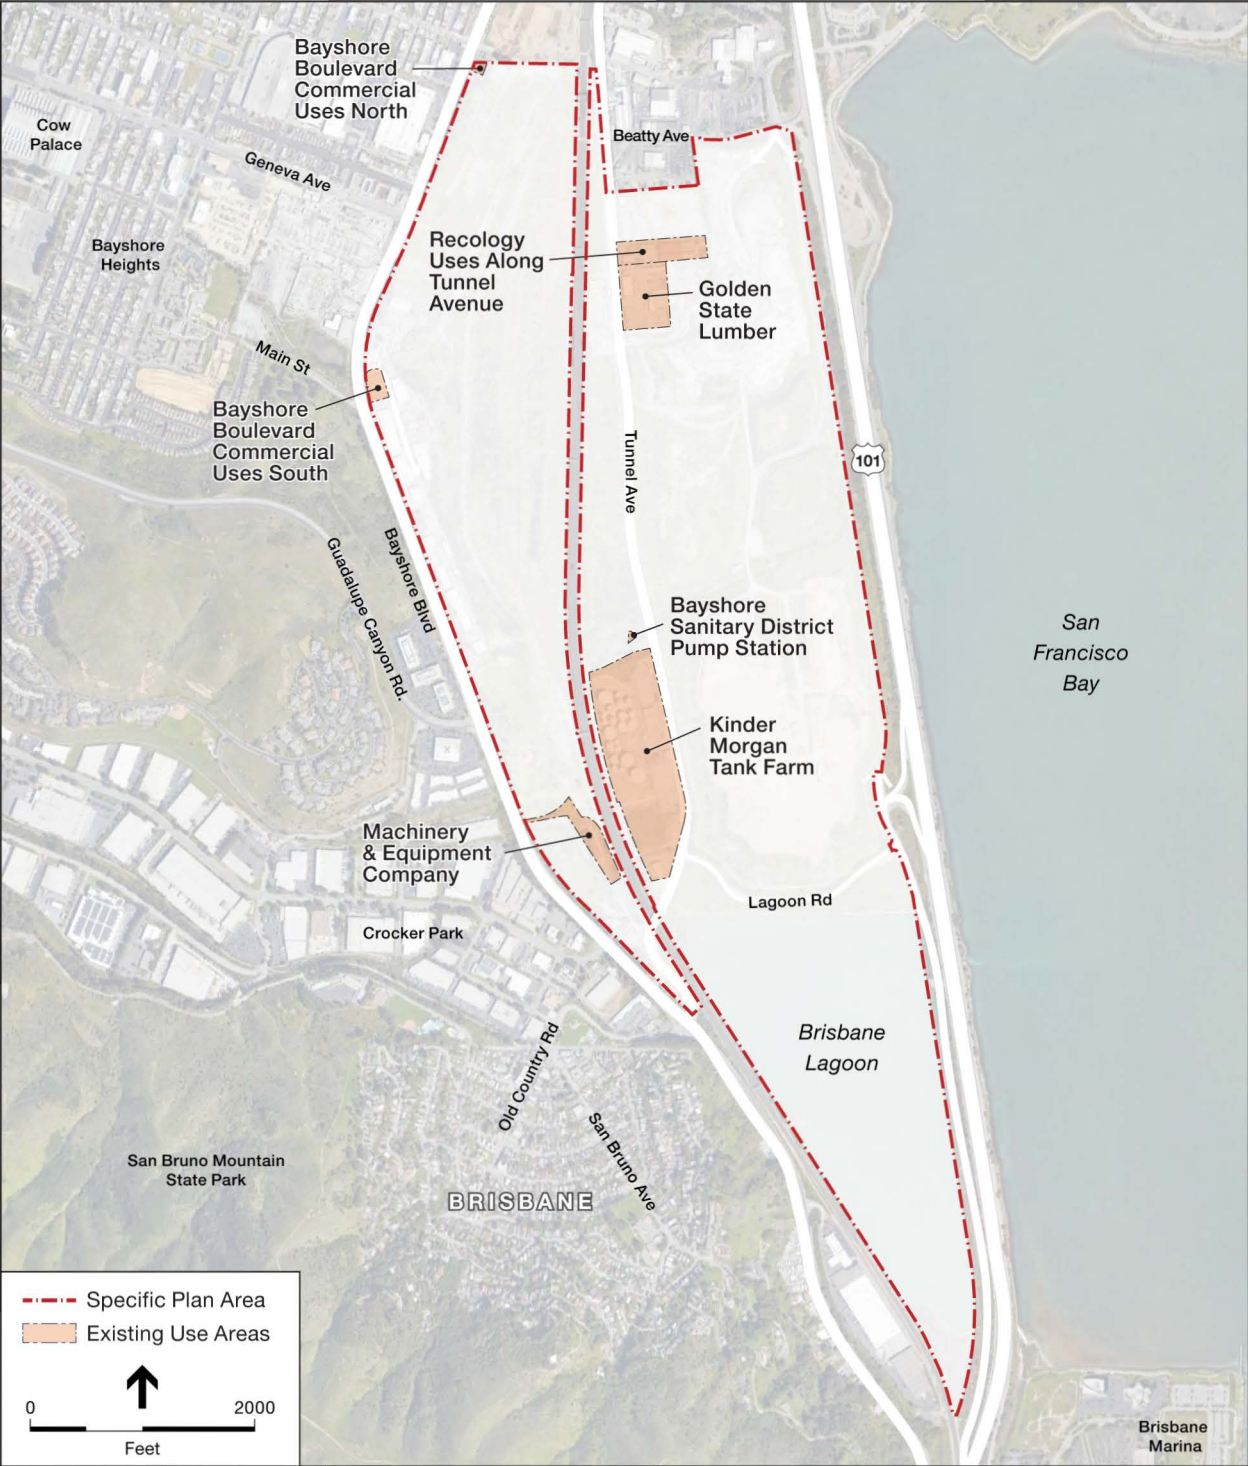 Bayshore
Boulevard
Commercial
Uses North
Cow
Palace
Geneva Ave
Beatty Ave
Bayshore
Heights
Recology
Uses Along
Tunnel
Avenue
Golden
State
Lumber
Main St
Bayshore
Boulevard
Commercial
Uses South
Tunnel Ave
101
Guadalupe Canyon Rd.
Bayshore Blvd
Bayshore
Sanitary District
Pump Station
San
Francisco
Bay
Kinder
Morgan
Tank Farm
Machinery
& Equipment
Company
Lagoon Rd
Crocker Park
Old Country Rd
Brisbane
Lagoon
San Bruno Ave
San Bruno Mountain
State Park
BRISBANE
Specific Plan Area
Existing Use Areas
0 2000
Feet
Brisbane
Marina